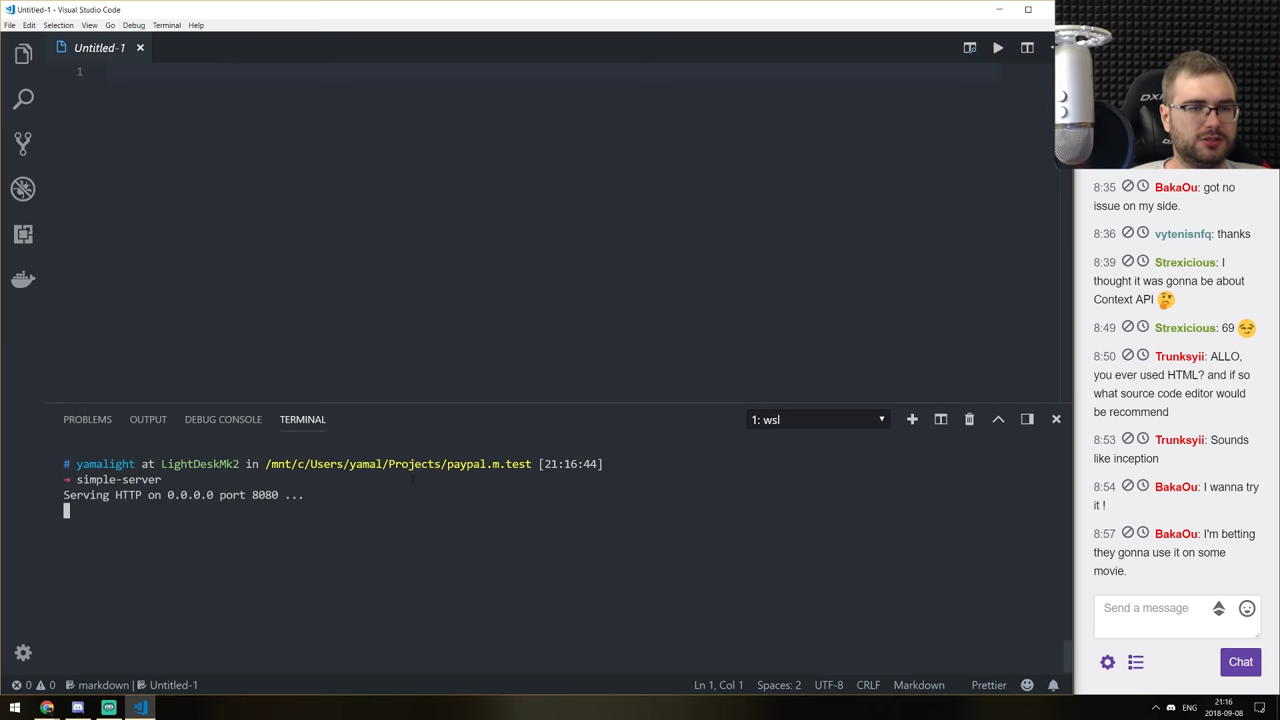 Untitled-1 - Visual Studio Code
File Edit Selection View Go Debug Terminal Help
Untitled-1
1
PROBLEMS OUTPUT DEBUG CONSOLE TERMINAL
1: wsl
# yamalight at LightDeskMk2 in /mnt/c/Users/yamal/Projects/paypal.m.test [21:16:44]
➜ simple-server
Serving HTTP on 0.0.0.0 port 8080 ...
0 0 markdown | Untitled-1
Ln 1, Col 1 Spaces: 2 UTF-8 CRLF Markdown Prettier
8:35 BakaOu: got no
issue on my side.
8:36 vytenisnfq: thanks
8:39 Strexicious: I
thought it was gonna be about
Context API 🤔
8:49 Strexicious: 69 😏
8:50 Trunksyii: ALLO,
you ever used HTML? and if so
what source code editor would
be recommend
8:53 Trunksyii: Sounds
like inception
8:54 BakaOu: I wanna try
it !
8:57 BakaOu: I'm betting
they gonna use it on some
movie.
Send a message
Chat
ENG
21:16
2018-09-08